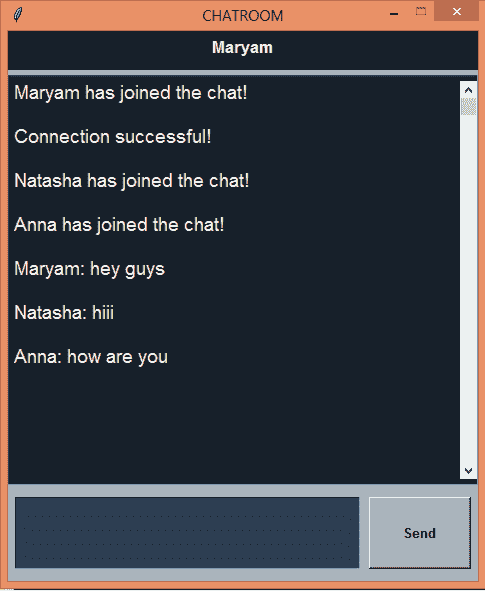 CHATROOM
Maryam
Maryam has joined the chat!
Connection successful!
Natasha has joined the chat!
Anna has joined the chat!
Maryam: hey guys
Natasha: hiii
Anna: how are you
Send